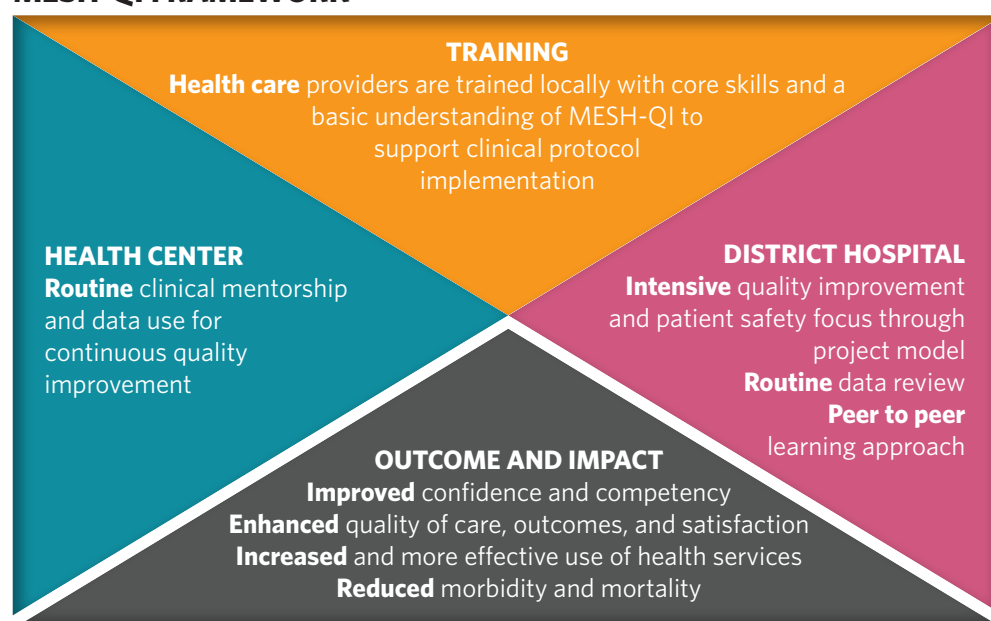 MESH-QI FRAMEWORK
TRAINING
Health care providers are trained locally with core skills and a
basic understanding of MESH-QI to
support clinical protocol
implementation
HEALTH CENTER
Routine clinical mentorship
and data use for
continuous quality
improvement
DISTRICT HOSPITAL
Intensive quality improvement
and patient safety focus through
project model
Routine data review
Peer to peer
learning approach
OUTCOME AND IMPACT
Improved confidence and competency
Enhanced quality of care, outcomes, and satisfaction
Increased and more effective use of health services
Reduced morbidity and mortality